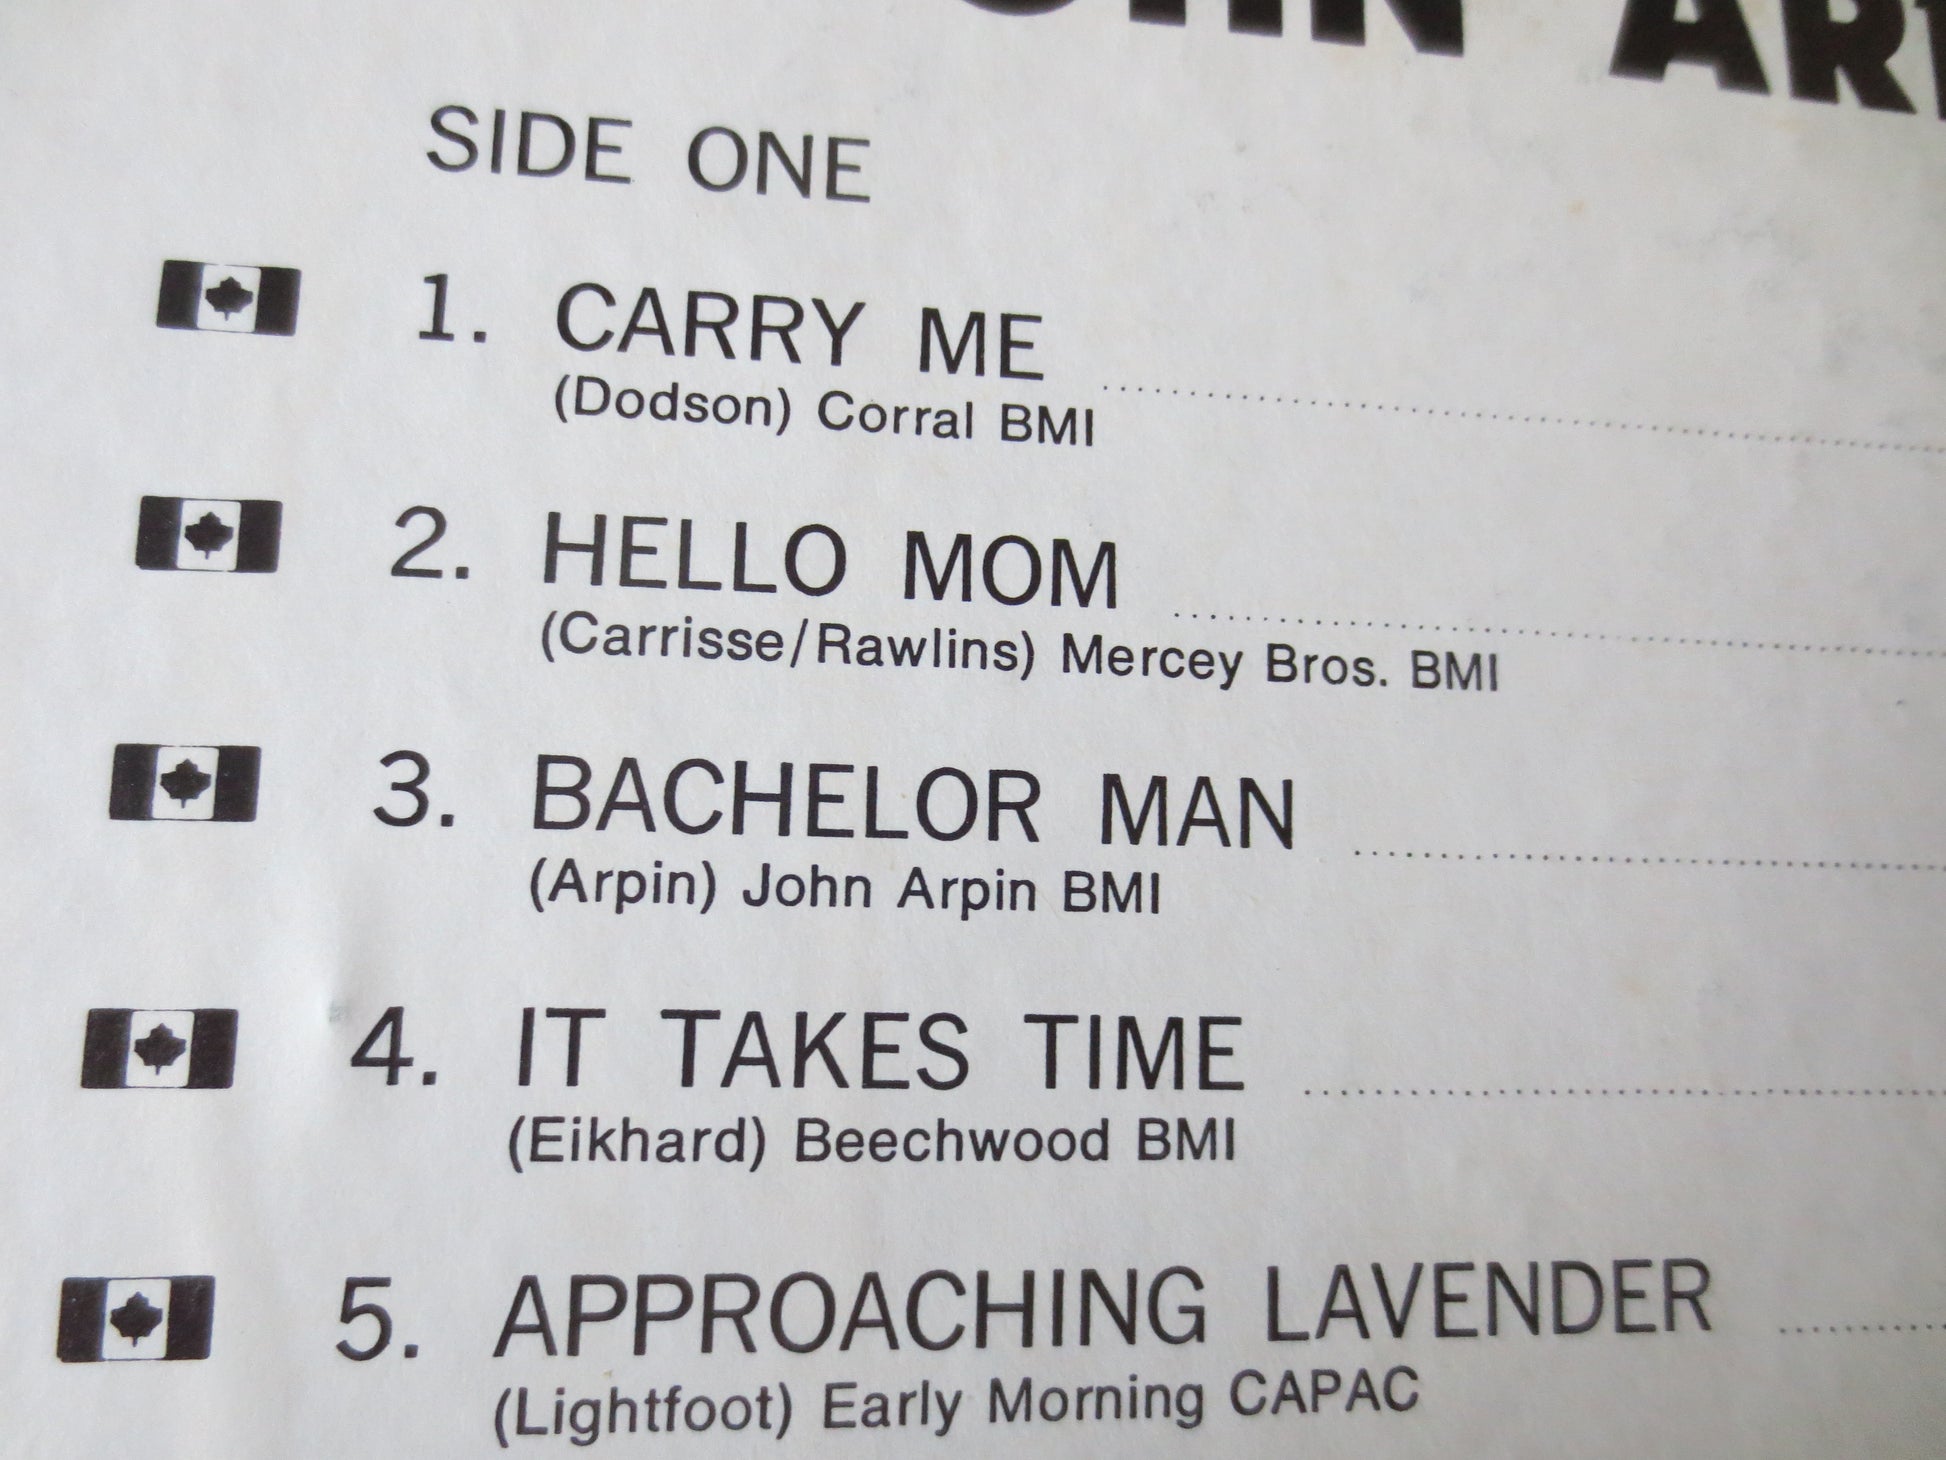 SIDE ONE
1. CARRY ME
(Dodson) Corral BMI
2. HELLO MOM
(Carrisse/Rawlins) Mercey Bros. BMI
3. BACHELOR MAN
(Arpin) John Arpin BMI
4. IT TAKES TIME
(Eikhard) Beechwood BMI
5. APPROACHING LAVENDER
(Lightfoot) Early Morning CAPAC